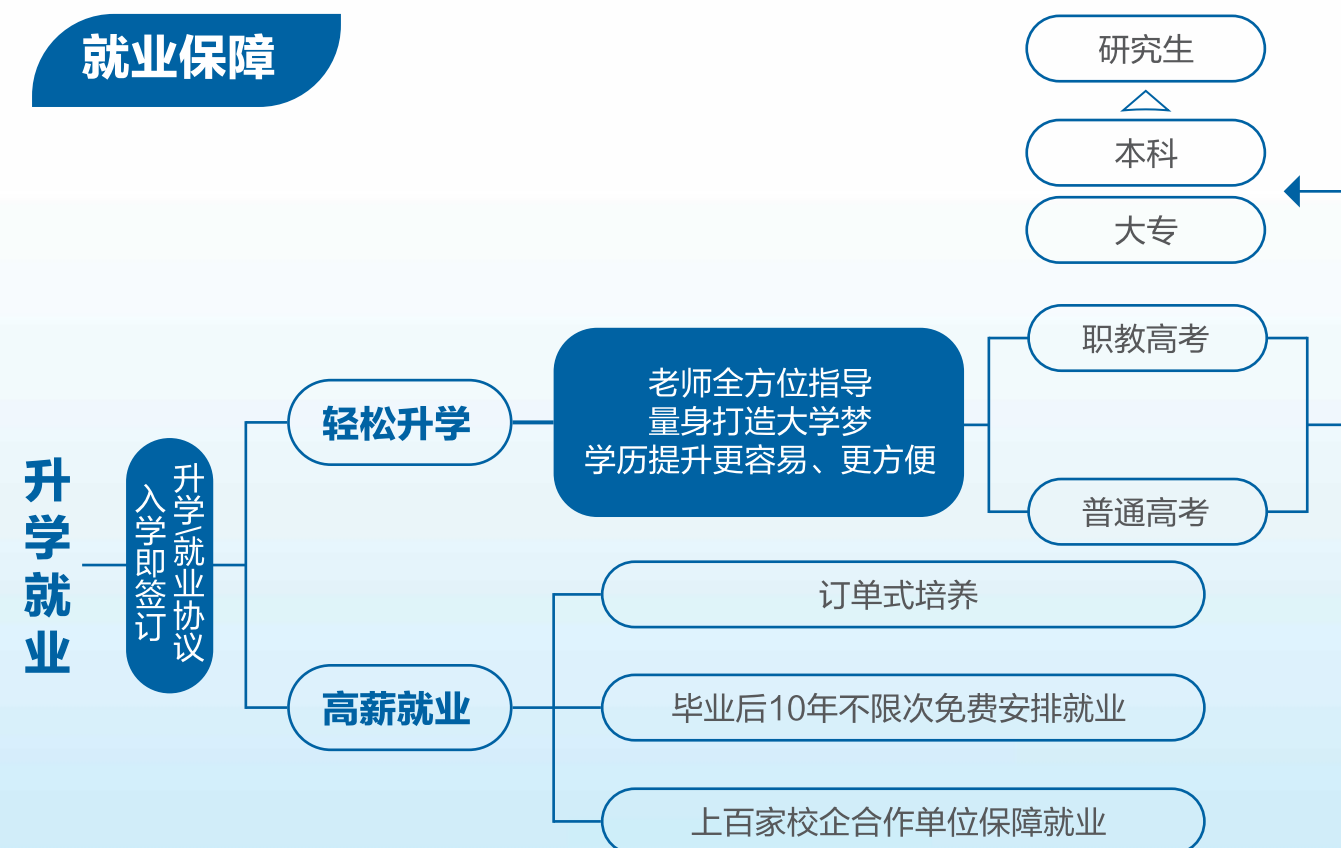 就业保障
研究生
本科
大专
职教高考
老师全方位指导
量身打造大学梦
学历提升更容易、更方便
轻松升学
普通高考
升学就业
升学/就业协议
入学即签订
订单式培养
高薪就业
毕业后10年不限次免费安排就业
上百家校企合作单位保障就业